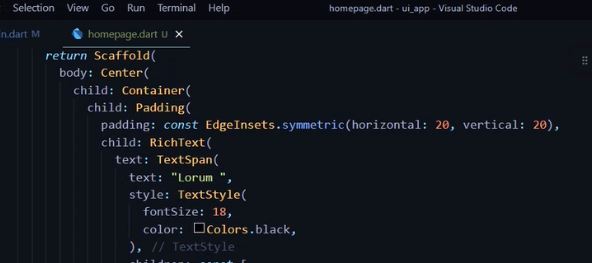 Selection View Go Run Terminal Help homepage.dart - ui_app - Visual Studio Code
n.dart M homepage.dart U
return Scaffold(
body: Center(
child: Container(
child: Padding(
padding: const EdgeInsets.symmetric(horizontal: 20, vertical: 20),
child: RichText(
text: TextSpan(
text: "Lorum ",
style: TextStyle(
fontSize: 18,
color: Colors.black,
), // TextStyle
children: const [